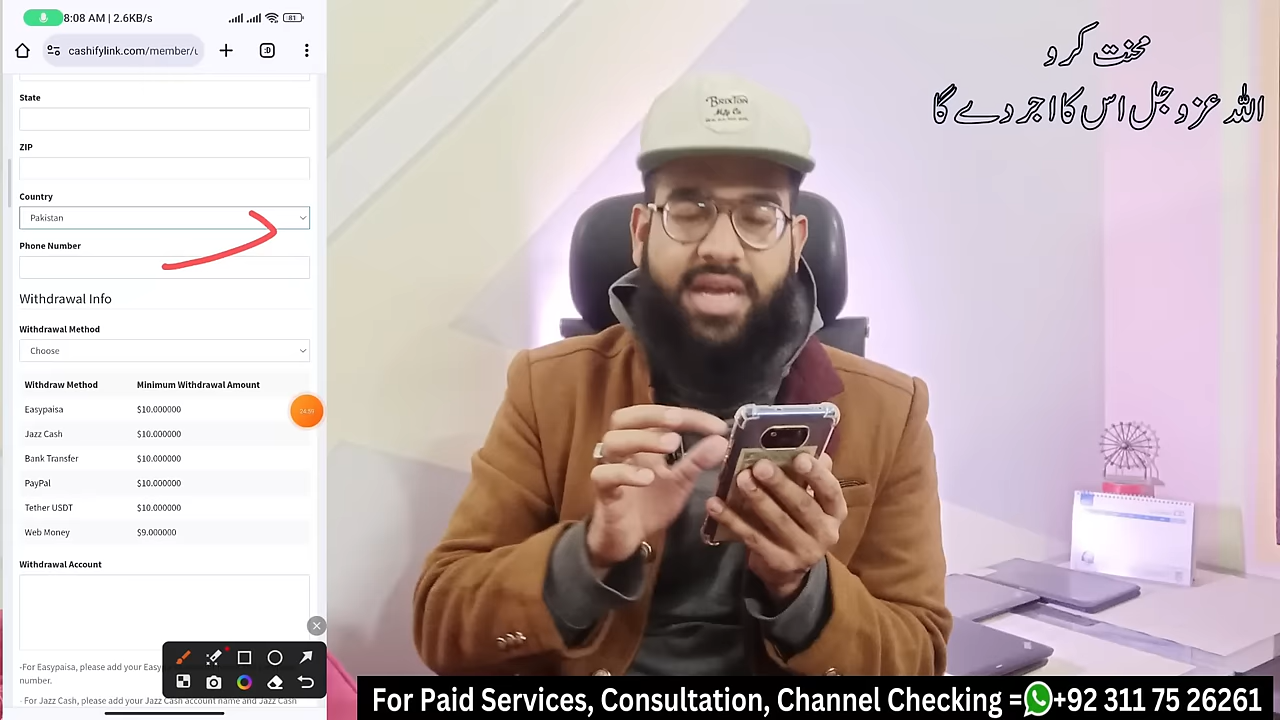 8:08 AM | 2.6KB/s
81
cashifylink.com/member/u
:D
State
ZIP
Country
Pakistan
Phone Number
Withdrawal Info
Withdrawal Method
Choose
Withdraw Method Minimum Withdrawal Amount
Easypaisa $10.000000
Jazz Cash $10.000000
Bank Transfer $10.000000
PayPal $10.000000
Tether USDT $10.000000
Web Money $9.000000
Withdrawal Account
-For Easypaisa, please add your Easy
number.
- For Jazz Cash, please add your Jazz Cash account name and Jazz Cash
محنت کرو
اللہ عزوجل اس کا اجر دے گا
BRIXTON
Mfg Co.
For Paid Services, Consultation, Channel Checking =+92 311 75 26261